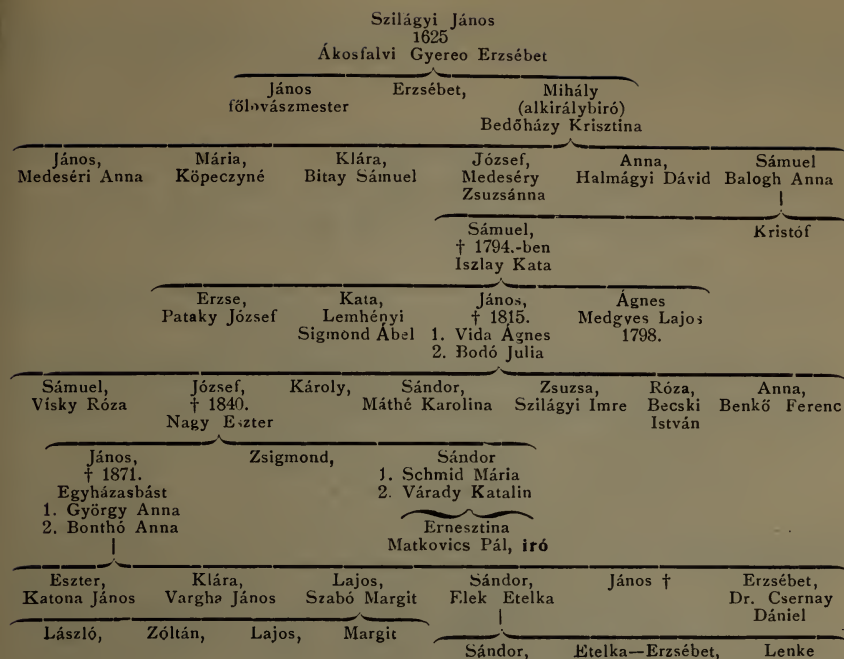 Szilágyi János
1625
Ákosfalvi Gyereo Erzsébet
János Erzsébet, Mihály
főlovászmester (alkirálybiró)
Bedőházy Krisztina
János, Mária, Klára, József, Anna, Sámuel
Medeséri Anna Köpeczyné Bitay Sámuel Medeséry Halmágyi Dávid Balogh Anna
Zsuzsánna
Sámuel, Kristóf
† 1794.-ben
Iszlay Kata
Erzse, Kata, János, Ágnes
Pataky József Lemhényi † 1815. Medgyes Lajos
Sigmond Ábel 1. Vida Ágnes 1798.
2. Bodó Julia
Sámuel, József, Károly, Sándor, Zsuzsa, Róza, Anna,
Vísky Róza † 1840. Máthé Karolina Szilágyi Imre Becski Benkő Ferenc
Nagy Eszter István
János, Zsigmond, Sándor
† 1871. 1. Schmid Mária
Egyházasbást 2. Várady Katalin
1. György Anna
2. Bonthó Anna Ernesztina
Matkovics Pál, iró
Eszter, Klára, Lajos, Sándor, János † Erzsébet,
Katona János Vargha János Szabó Margit Elek Etelka Dr. Csernay
Dániel
László, Zóltán, Lajos, Margit
Sándor, Etelka—Erzsébet, Lenke